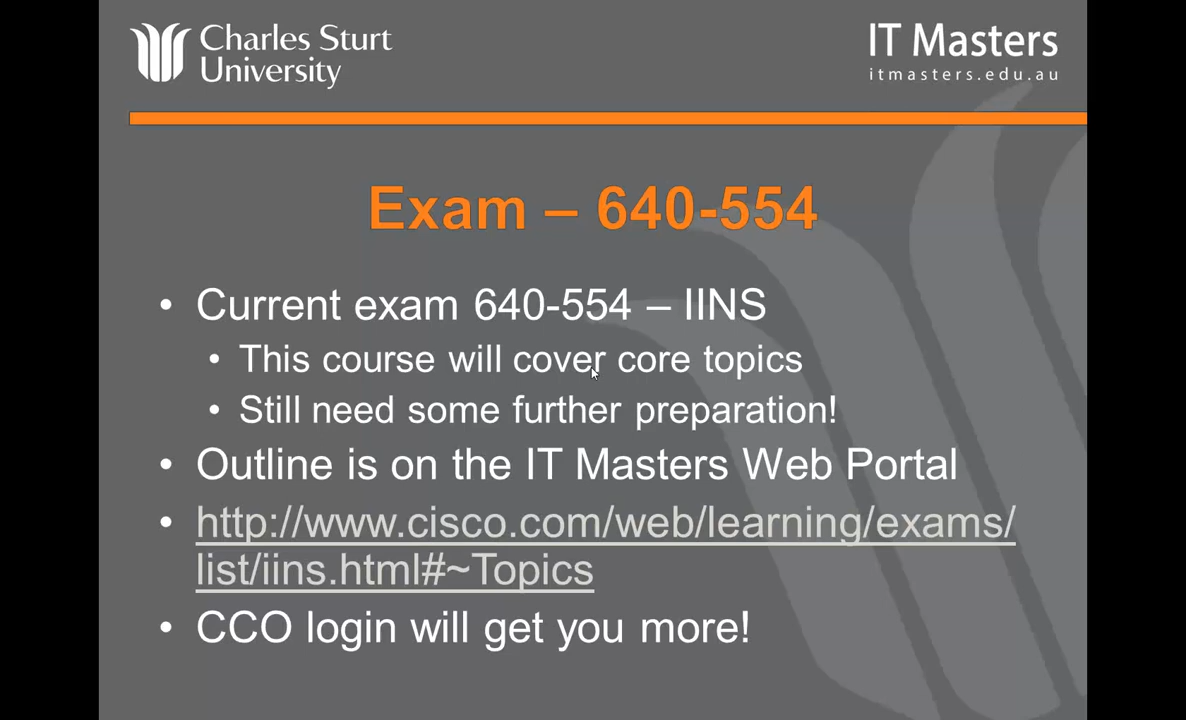 Charles Sturt
University
IT Masters
itmasters.edu.au
Exam – 640-554
• Current exam 640-554 – IINS
• This course will cover core topics
• Still need some further preparation!
• Outline is on the IT Masters Web Portal
• http://www.cisco.com/web/learning/exams/
list/iins.html#~Topics
• CCO login will get you more!